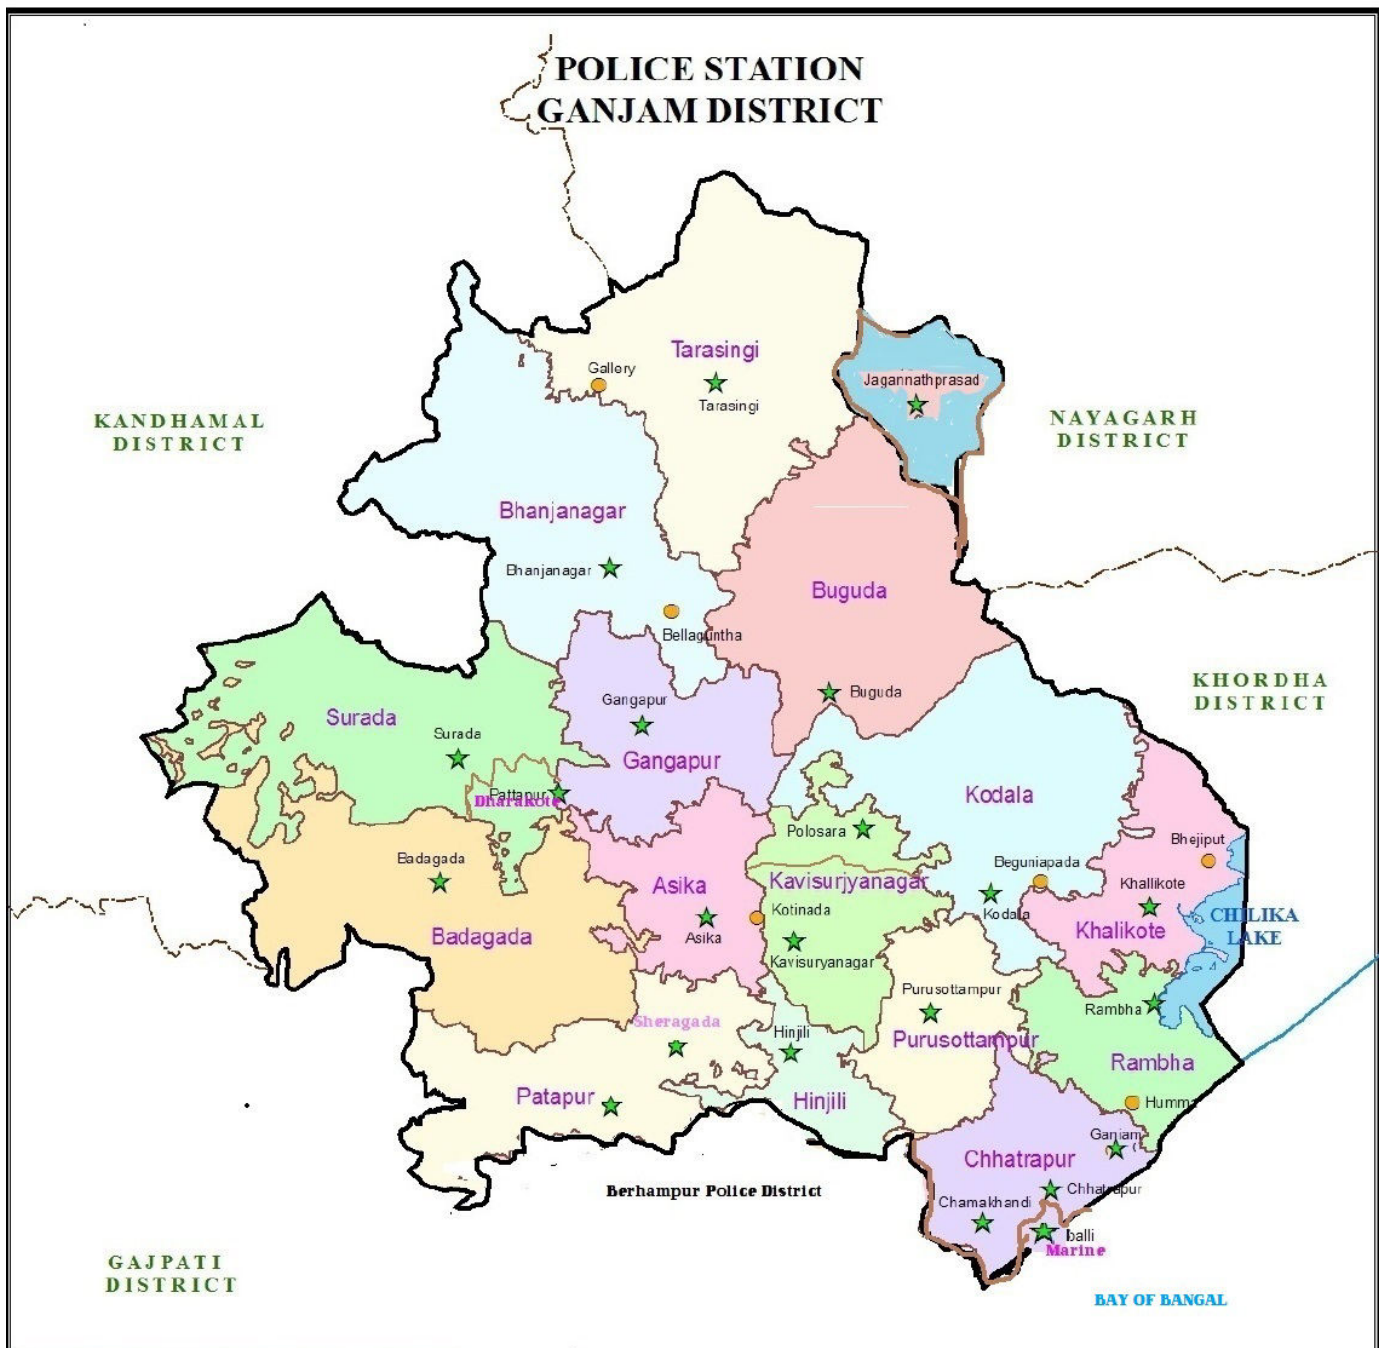 POLICE STATION
GANJAM DISTRICT
Tarasingi
Gallery
Tarasingi
Jagannathprasad
KANDHAMAL
DISTRICT
NAYAGARH
DISTRICT
Bhanjanagar
Bhanjanagar
Buguda
Bellaguntha
KHORDHA
DISTRICT
Gangapur
Buguda
Surada
Surada
Gangapur
Pattapur
Dharakote
Kodala
Polosara
Bhejiput
Badagada
Beguniapada
Asika
Kavisurjyanagar
Khallikote
Kotinada
Kodala
CHILIKA
LAKE
Badagada
Asika
Khalikote
Kavisuryanagar
Purusottampur
Rambha
Sheragada
Hinjili
Purusottampur
Rambha
Patapur
Hinjili
Humma
Ganjam
Chhatrapur
Berhampur Police District
Chamakhandi
Chhatrapur
balli
Marine
GAJPATI
DISTRICT
BAY OF BANGAL